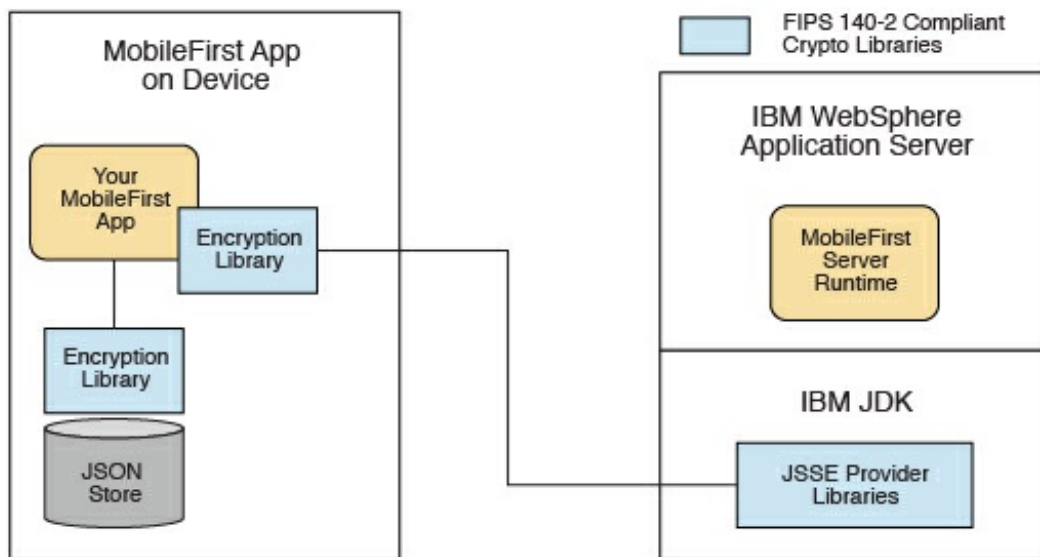 MobileFirst App
on Device
Your
MobileFirst
App
Encryption
Library
Encryption
Library
JSON
Store
FIPS 140-2 Compliant
Crypto Libraries
IBM WebSphere
Application Server
MobileFirst
Server
Runtime
IBM JDK
JSSE Provider
Libraries